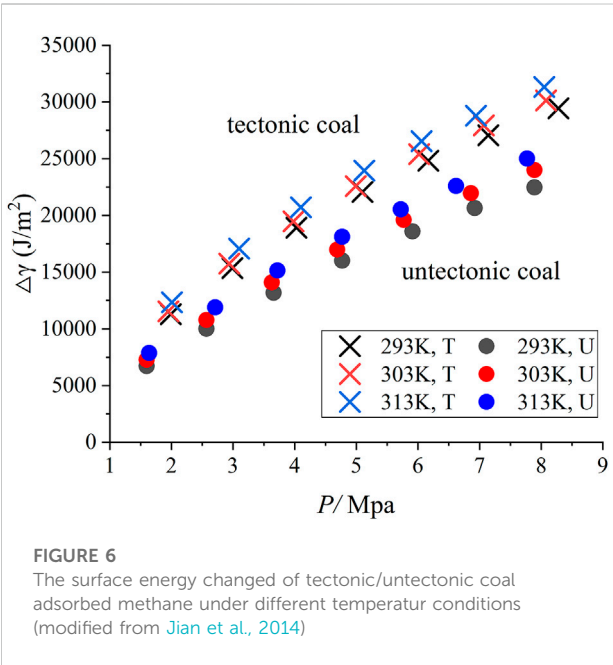 35000
30000
25000
20000
15000
10000
5000
0
Δγ (J/m²)
tectonic coal
untectonic coal
293K, T
293K, U
303K, T
303K, U
313K, T
313K, U
1 2 3 4 5 6 7 8 9
P/ Mpa
FIGURE 6
The surface energy changed of tectonic/untectonic coal
adsorbed methane under different temperatur conditions
(modified from Jian et al., 2014)